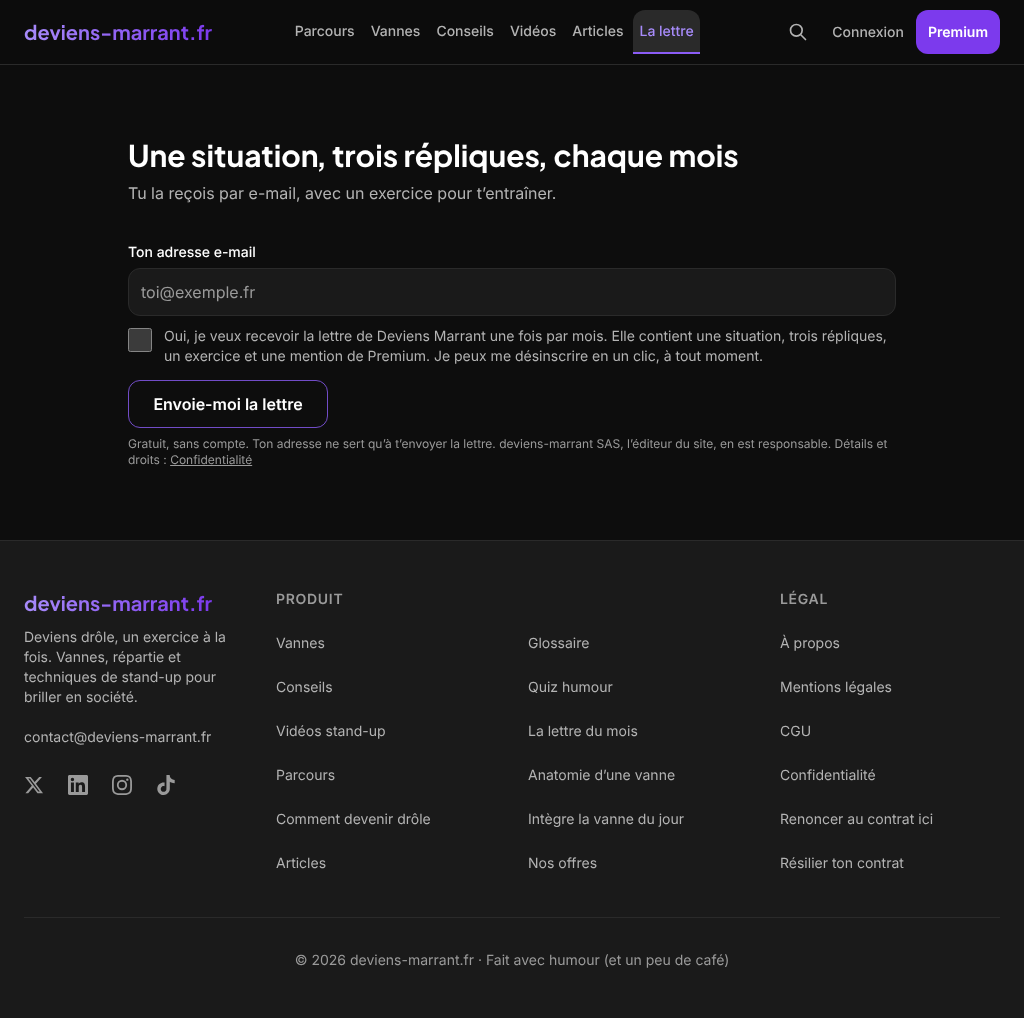 deviens-marrant.fr
Parcours
Vannes
Conseils
Vidéos
Articles
La lettre
Connexion
Premium
Une situation, trois répliques, chaque mois
Tu la reçois par e-mail, avec un exercice pour t’entraîner.
Ton adresse e-mail
toi@exemple.fr
Oui, je veux recevoir la lettre de Deviens Marrant une fois par mois. Elle contient une situation, trois répliques,
un exercice et une mention de Premium. Je peux me désinscrire en un clic, à tout moment.
Envoie-moi la lettre
Gratuit, sans compte. Ton adresse ne sert qu’à t’envoyer la lettre. deviens-marrant SAS, l’éditeur du site, en est responsable. Détails et
droits : Confidentialité
deviens-marrant.fr
Deviens drôle, un exercice à la
fois. Vannes, répartie et
techniques de stand-up pour
briller en société.
contact@deviens-marrant.fr
PRODUIT
Vannes
Conseils
Vidéos stand-up
Parcours
Comment devenir drôle
Articles
Glossaire
Quiz humour
La lettre du mois
Anatomie d’une vanne
Intègre la vanne du jour
Nos offres
LÉGAL
À propos
Mentions légales
CGU
Confidentialité
Renoncer au contrat ici
Résilier ton contrat
© 2026 deviens-marrant.fr · Fait avec humour (et un peu de café)